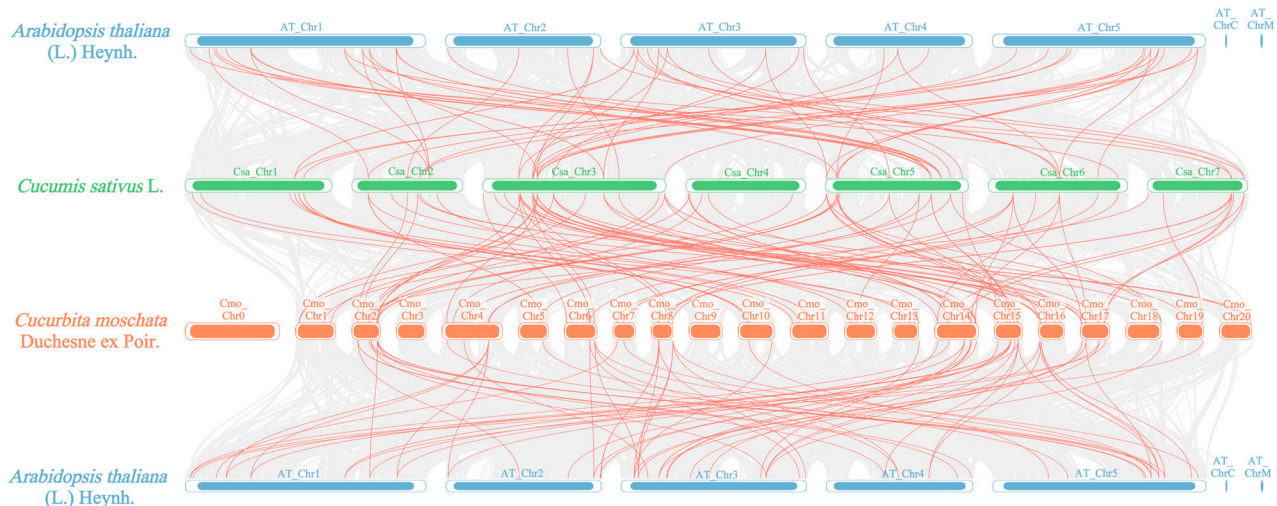 Arabidopsis thaliana
(L.) Heynh.
AT_Chr1
AT_Chr2
AT_Chr3
AT_Chr4
AT_Chr5
AT_
ChrC
AT_
ChrM
Cucumis sativus L.
Csa_Chr1
Csa_Chr2
Csa_Chr3
Csa_Chr4
Csa_Chr5
Csa_Chr6
Csa_Chr7
Cucurbita moschata
Duchesne ex Poir.
Cmo_
Chr0
Cmo_
Chr1
Cmo_
Chr2
Cmo_
Chr3
Cmo_
Chr4
Cmo_
Chr5
Cmo_
Chr6
Cmo_
Chr7
Cmo_
Chr8
Cmo_
Chr9
Cmo_
Chr10
Cmo_
Chr11
Cmo_
Chr12
Cmo_
Chr13
Cmo_
Chr14
Cmo_
Chr15
Cmo_
Chr16
Cmo_
Chr17
Cmo_
Chr18
Cmo_
Chr19
Cmo_
Chr20
Arabidopsis thaliana
(L.) Heynh.
AT_Chr1
AT_Chr2
AT_Chr3
AT_Chr4
AT_Chr5
AT_
ChrC
AT_
ChrM